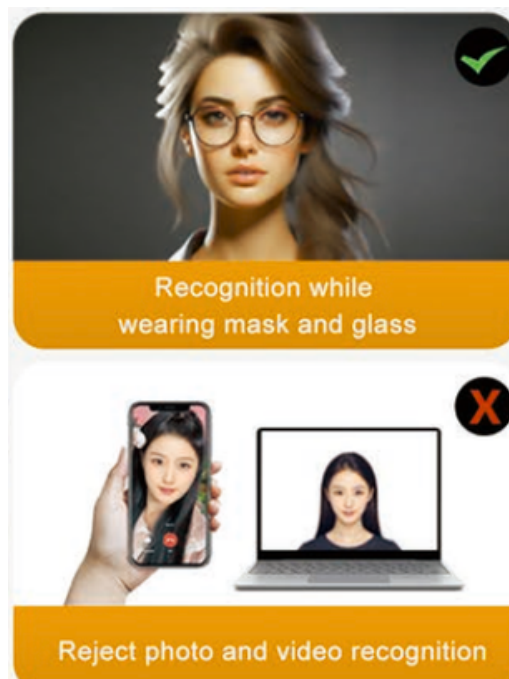 Recognition while
wearing mask and glass
X
Reject photo and video recognition